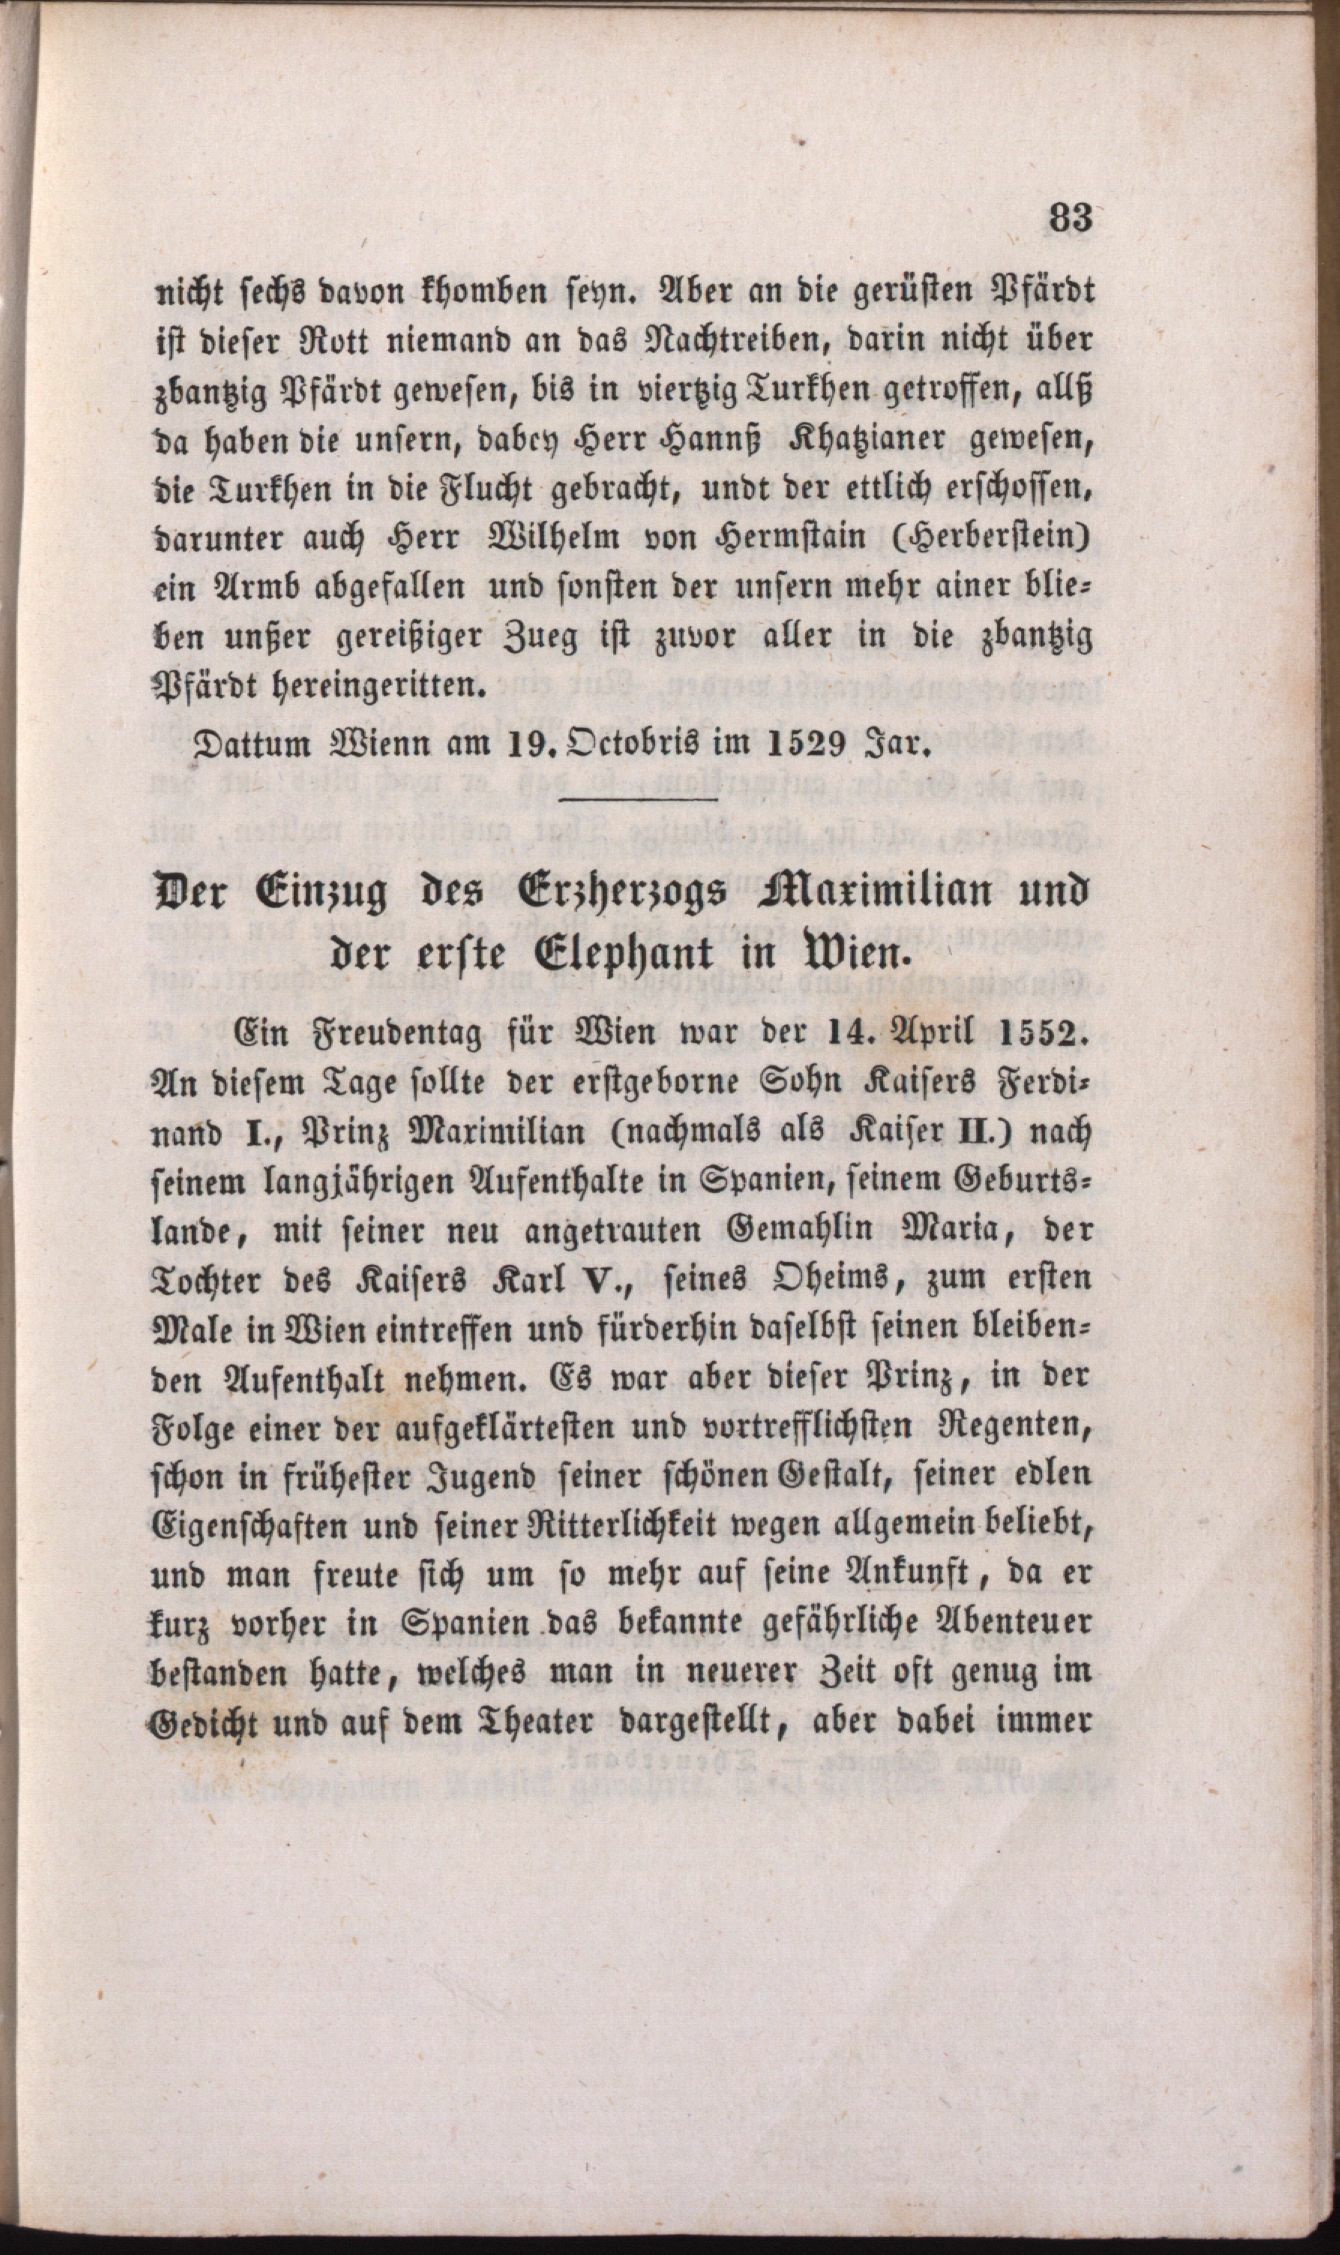 83
nicht sechs davon khomben seyn. Aber an die gerüsten Pfärdt
ist dieser Rott niemand an das Nachtreiben, darin nicht über
zbantzig Pfärdt gewesen, bis in viertzig Turkhen getroffen, allß
da haben die unsern, dabey Herr Hannß Khatzianer gewesen,
die Turkhen in die Flucht gebracht, undt der ettlich erschossen,
darunter auch Herr Wilhelm von Hermstain (Herberstein)
ein Armb abgefallen und sonsten der unsern mehr ainer blie-
ben unßer gereißiger Zueg ist zuvor aller in die zbantzig
Pfärdt hereingeritten.
Dattum Wienn am 19. Octobris im 1529 Jar.
Der Einzug des Erzherzogs Maximilian und
der erste Elephant in Wien.
Ein Freudentag für Wien war der 14. April 1552.
An diesem Tage sollte der erstgeborne Sohn Kaisers Ferdi-
nand I., Prinz Maximilian (nachmals als Kaiser II.) nach
seinem langjährigen Aufenthalte in Spanien, seinem Geburts-
lande, mit seiner neu angetrauten Gemahlin Maria, der
Tochter des Kaisers Karl V., seines Oheims, zum ersten
Male in Wien eintreffen und fürderhin daselbst seinen bleiben-
den Aufenthalt nehmen. Es war aber dieser Prinz, in der
Folge einer der aufgeklärtesten und vortrefflichsten Regenten,
schon in frühester Jugend seiner schönen Gestalt, seiner edlen
Eigenschaften und seiner Ritterlichkeit wegen allgemein beliebt,
und man freute sich um so mehr auf seine Ankunft, da er
kurz vorher in Spanien das bekannte gefährliche Abenteuer
bestanden hatte, welches man in neuerer Zeit oft genug im
Gedicht und auf dem Theater dargestellt, aber dabei immer